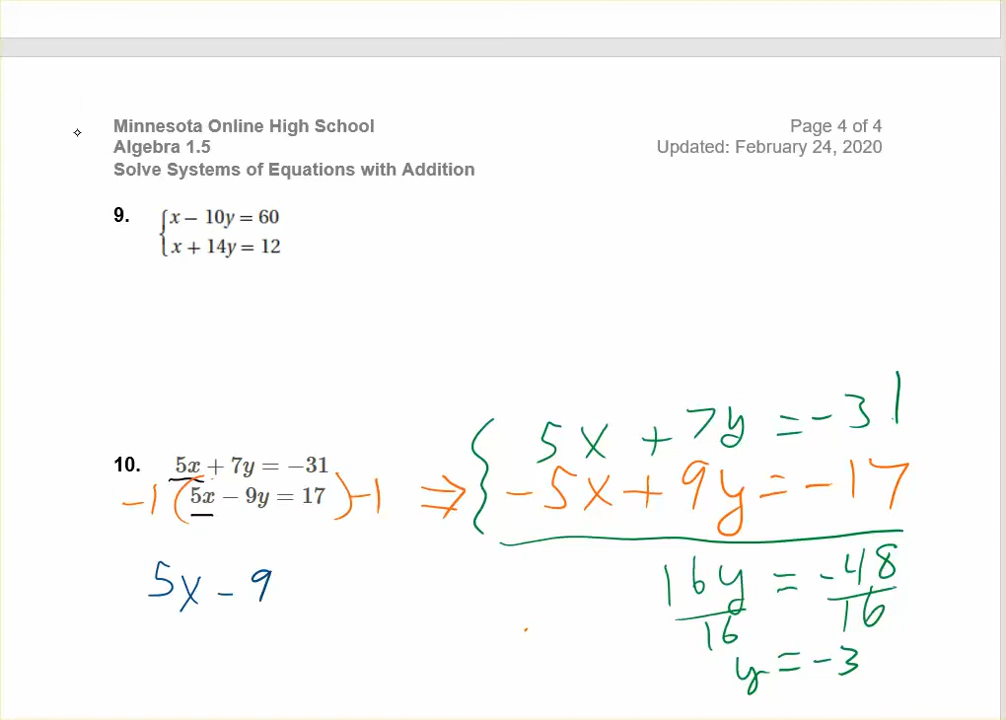 Minnesota Online High School
Page 4 of 4
Algebra 1.5
Updated: February 24, 2020
Solve Systems of Equations with Addition
9. x − 10y = 60
x + 14y = 12
5x + 7y = -31
10. 5x + 7y = −31
-1 ( 5x − 9y = 17 ) -1 ⇒ -5x + 9y = -17
5x - 9
16y = -48
16 16
y = -3